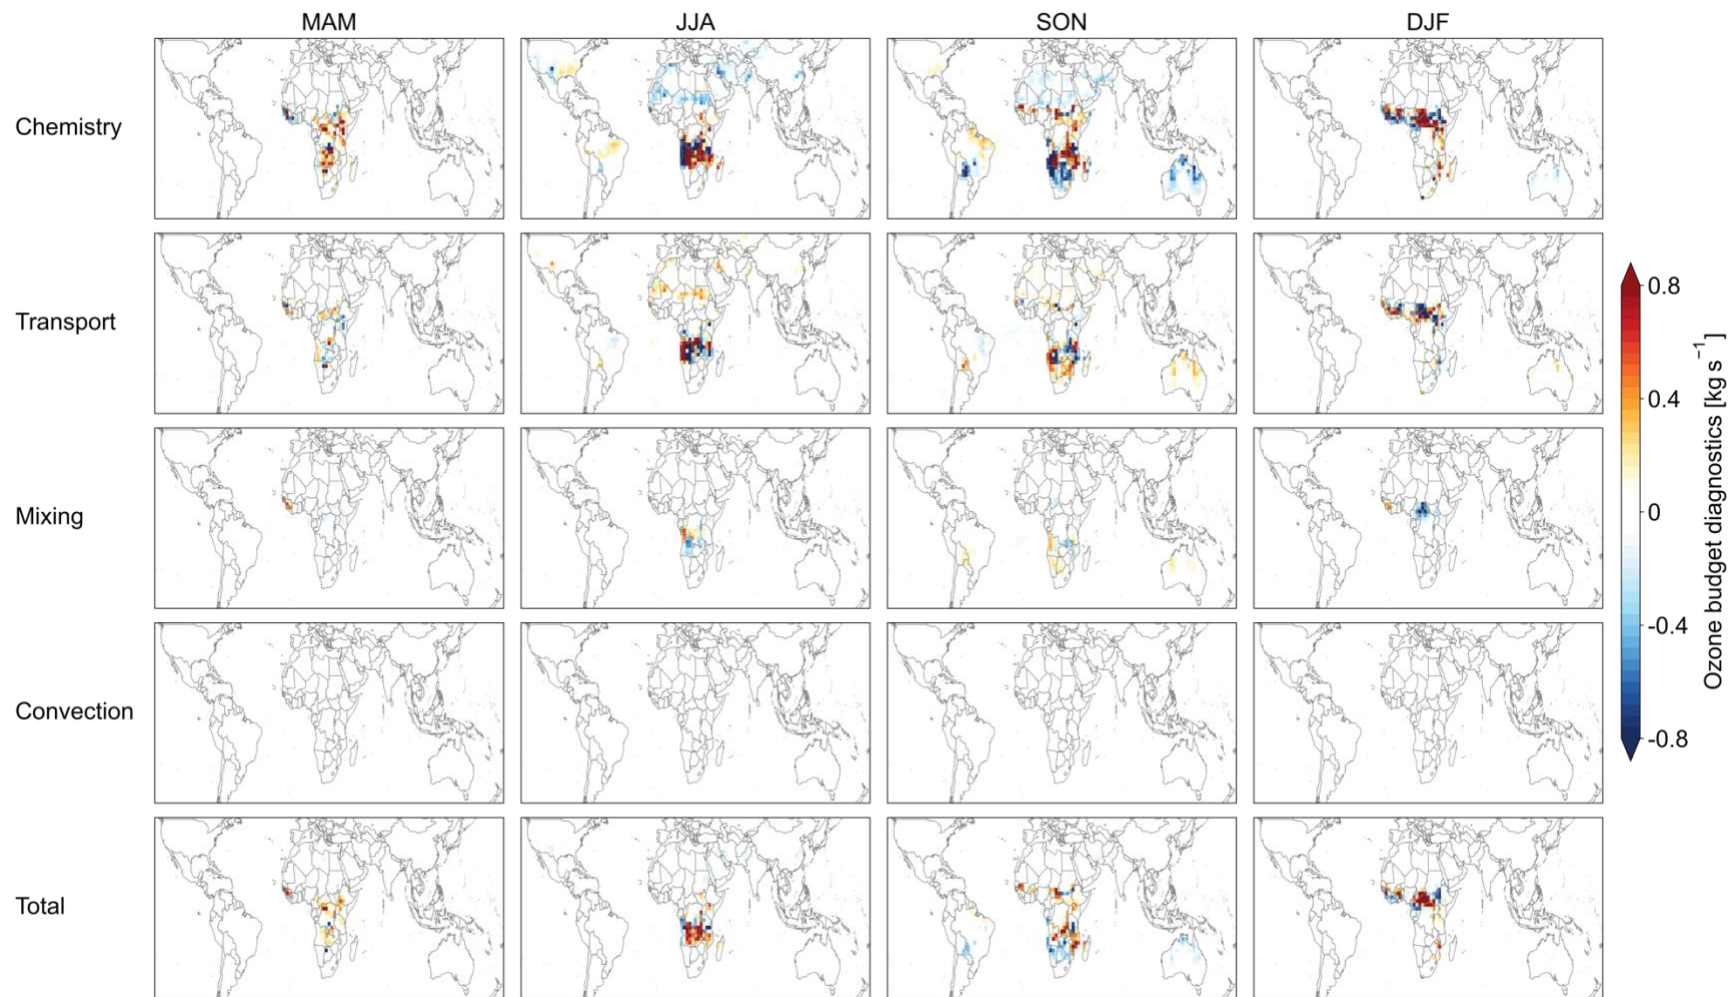 MAM JJA SON DJF
Chemistry
Transport
Mixing
Convection
Total
0.8
0.4
0
-0.4
-0.8
Ozone budget diagnostics [kg s⁻¹]